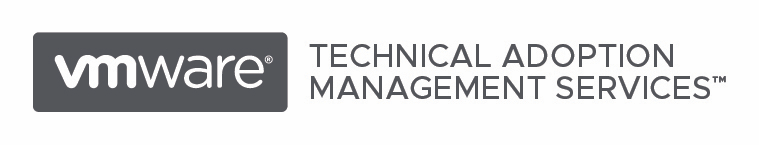 vmware®
TECHNICAL ADOPTION
MANAGEMENT SERVICES™